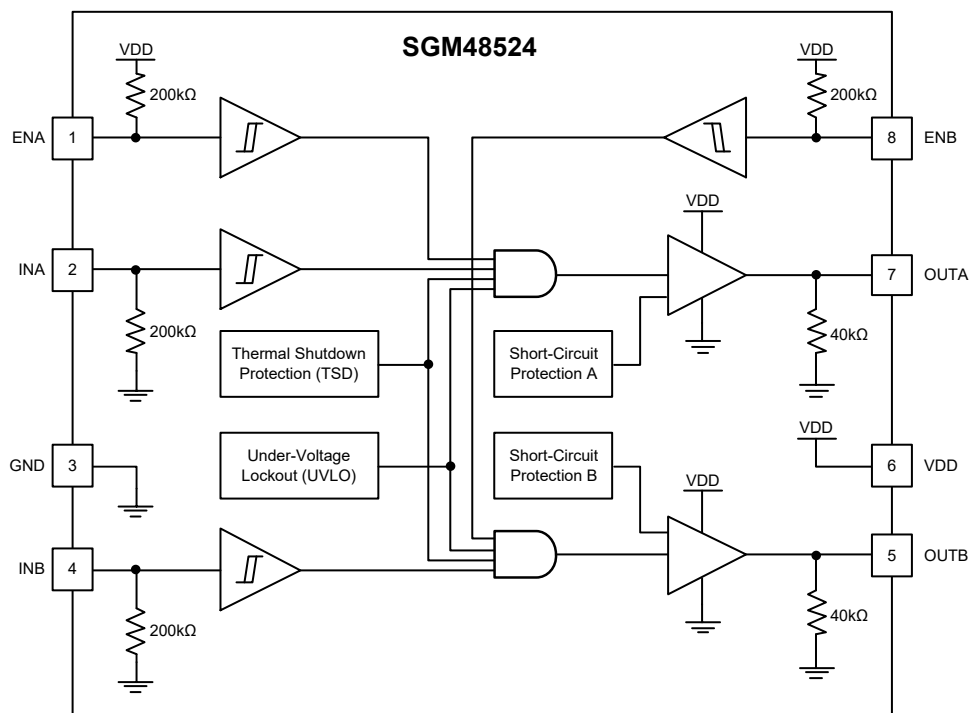 SGM48524
VDD
200kΩ
ENA
1
VDD
200kΩ
8
ENB
INA
2
200kΩ
VDD
7
OUTA
40kΩ
Thermal Shutdown
Protection (TSD)
Short-Circuit
Protection A
GND
3
Under-Voltage
Lockout (UVLO)
Short-Circuit
Protection B
VDD
6
VDD
VDD
INB
4
200kΩ
5
OUTB
40kΩ